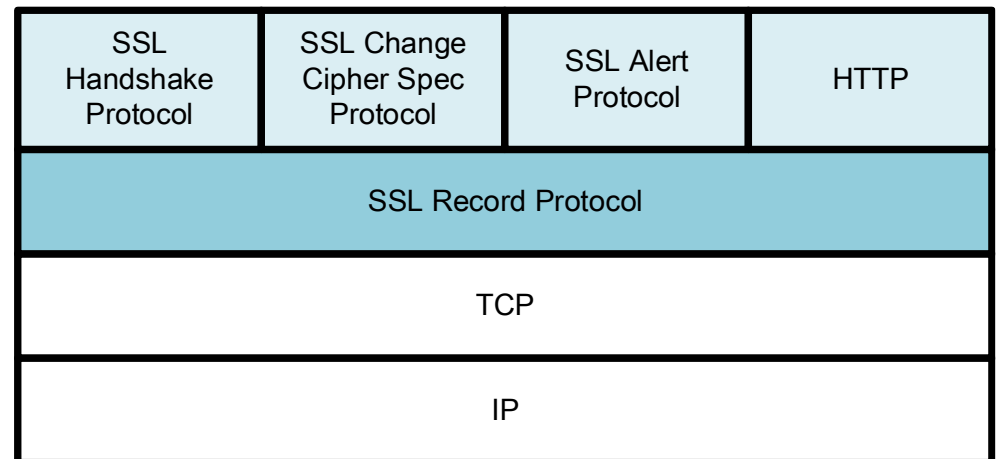 SSL
Handshake
Protocol
SSL Change
Cipher Spec
Protocol
SSL Alert
Protocol
HTTP
SSL Record Protocol
TCP
IP